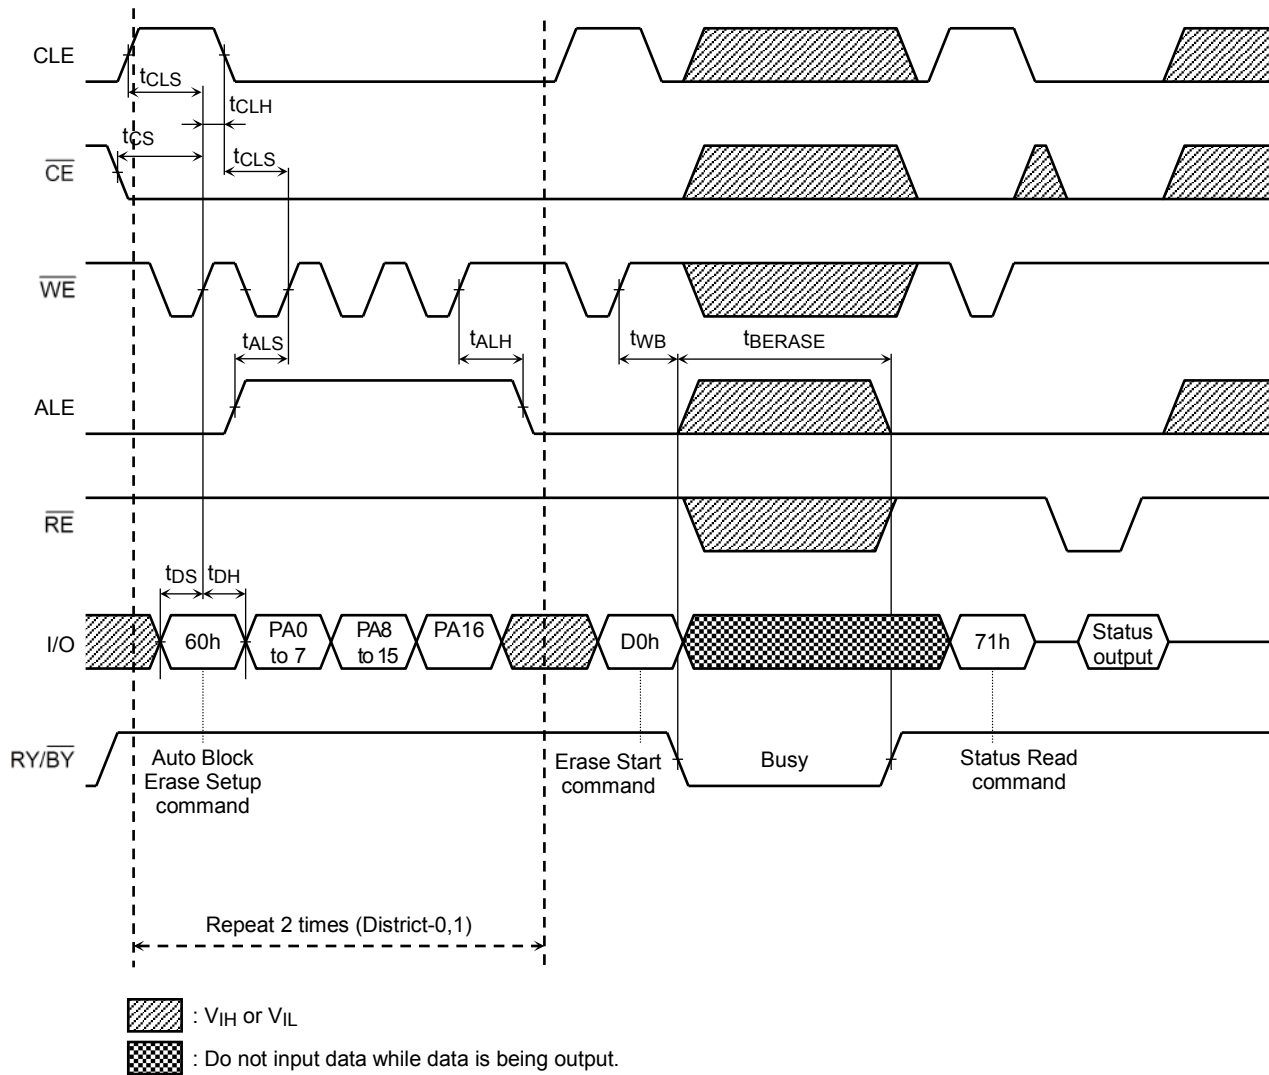 CLE
tCLS
tCLH
tCS
tCLS
CE
WE
tALS
tALH
tWB
tBERASE
ALE
RE
tDS
tDH
I/O
60h
PA0
to 7
PA8
to 15
PA16
D0h
71h
Status
output
RY/BY
Auto Block
Erase Setup
command
Erase Start
command
Busy
Status Read
command
Repeat 2 times (District-0,1)
: VIH or VIL
: Do not input data while data is being output.